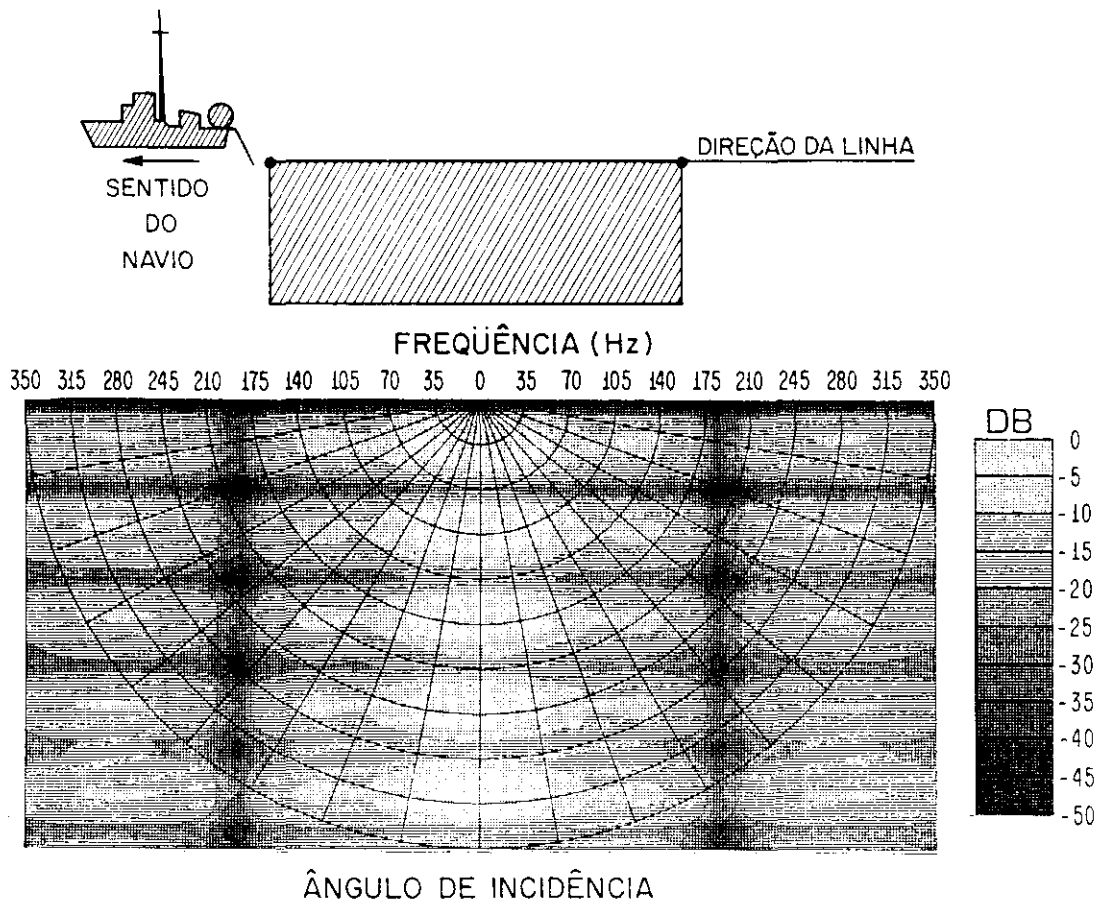 DIREÇÃO DA LINHA
SENTIDO
DO
NAVIO
FREQÜÊNCIA (Hz)
350 315 280 245 210 175 140 105 70 35 0 35 70 105 140 175 210 245 280 315 350
DB
0
-5
-10
-15
-20
-25
-30
-35
-40
-45
-50
ÂNGULO DE INCIDÊNCIA